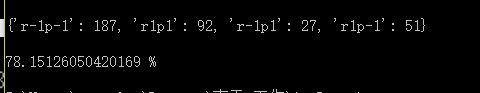 {'r-1p-1': 187, 'r1p1': 92, 'r-1p1': 27, 'r1p-1': 51}
78.15126050420169 %